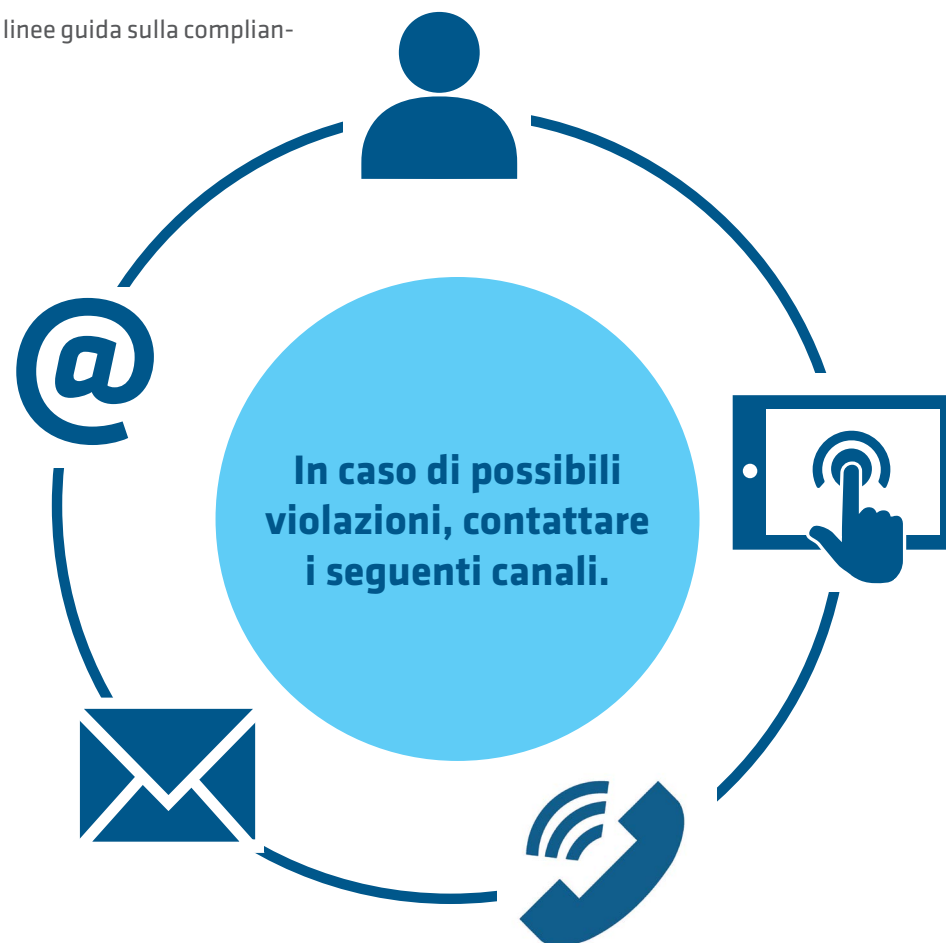 linee guida sulla complian-
In caso di possibili
violazioni, contattare
i seguenti canali.